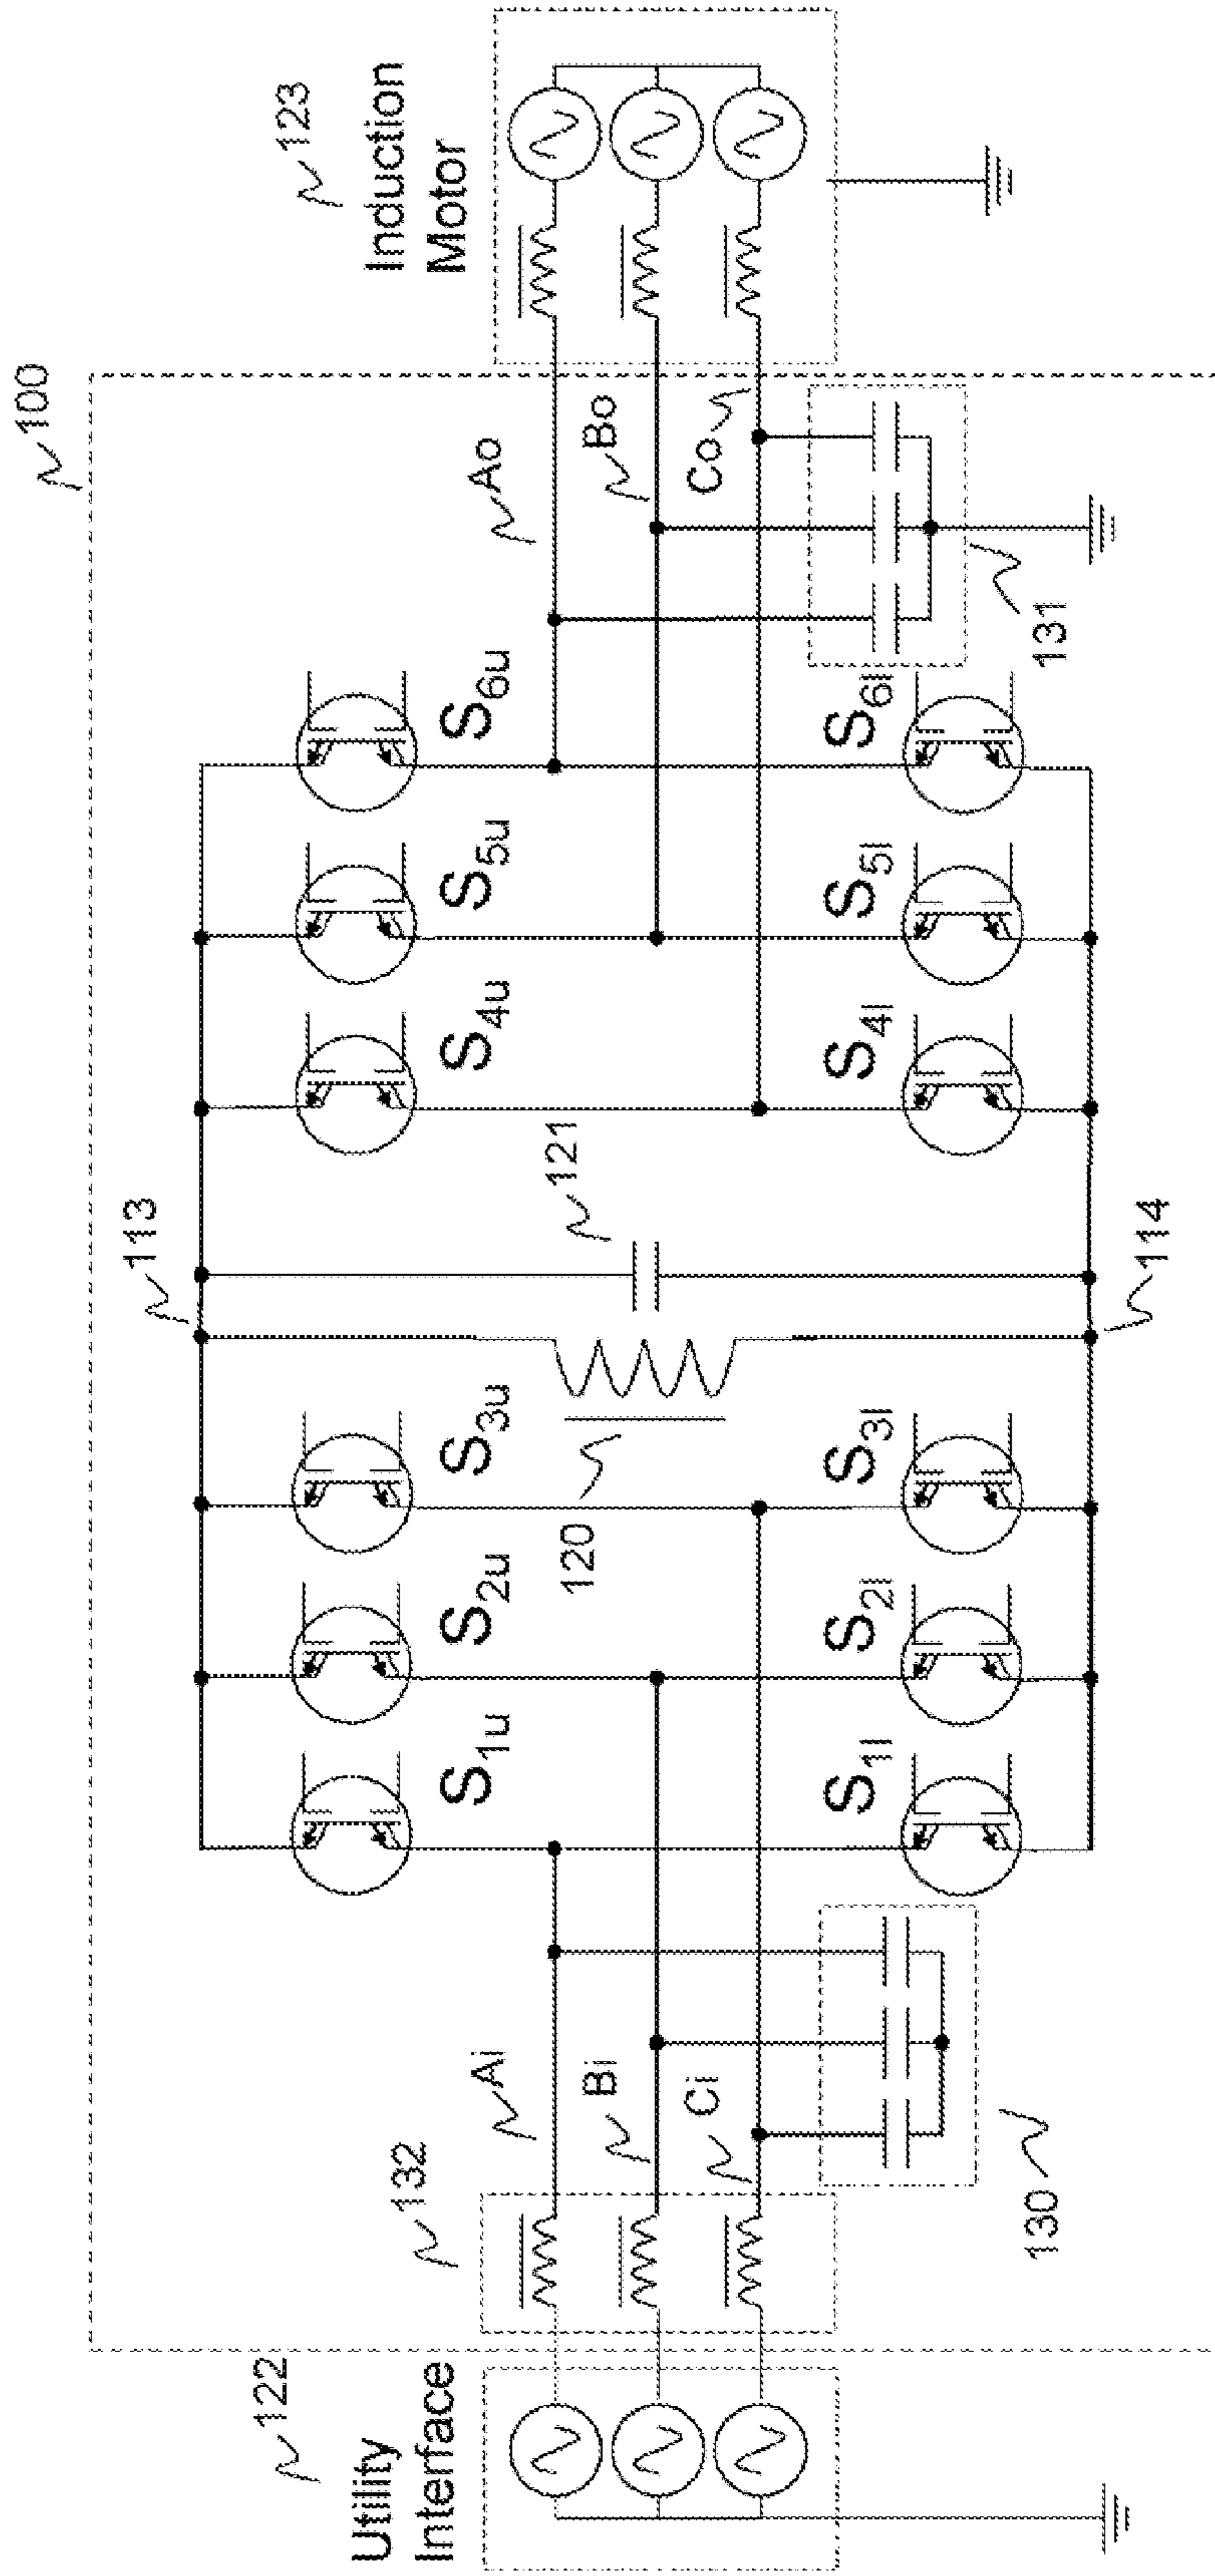 100
122
Utility
Interface
132
Ai
Bi
Ci
130
S1u
S2u
S3u
S1l
S2l
S3l
120
113
121
114
S4u
S5u
S6u
S4l
S5l
S6l
Ao
Bo
Co
131
123
Induction
Motor